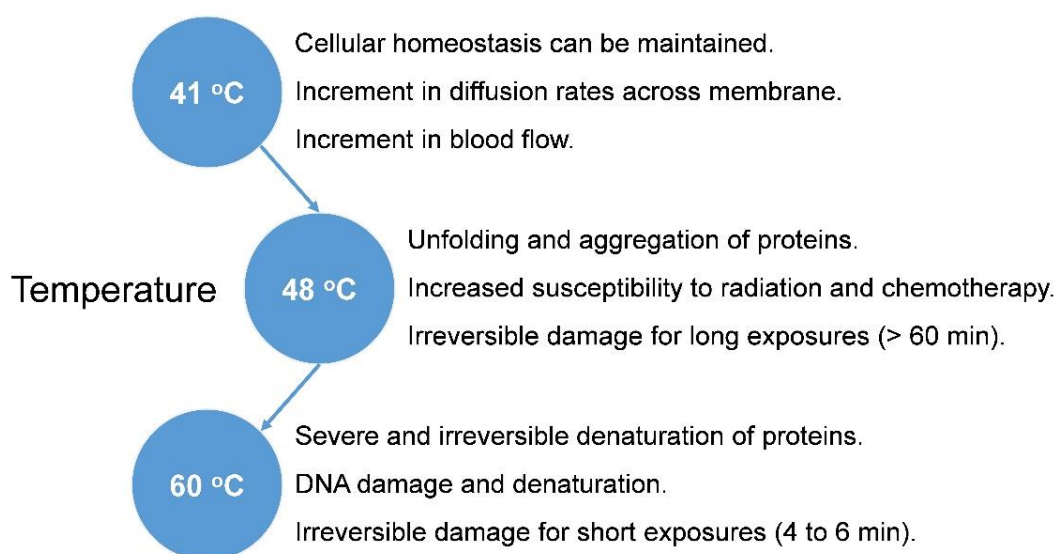 Cellular homeostasis can be maintained.
41 °C
Increment in diffusion rates across membrane.
Increment in blood flow.
Unfolding and aggregation of proteins.
Temperature
48 °C
Increased susceptibility to radiation and chemotherapy.
Irreversible damage for long exposures (> 60 min).
Severe and irreversible denaturation of proteins.
60 °C
DNA damage and denaturation.
Irreversible damage for short exposures (4 to 6 min).